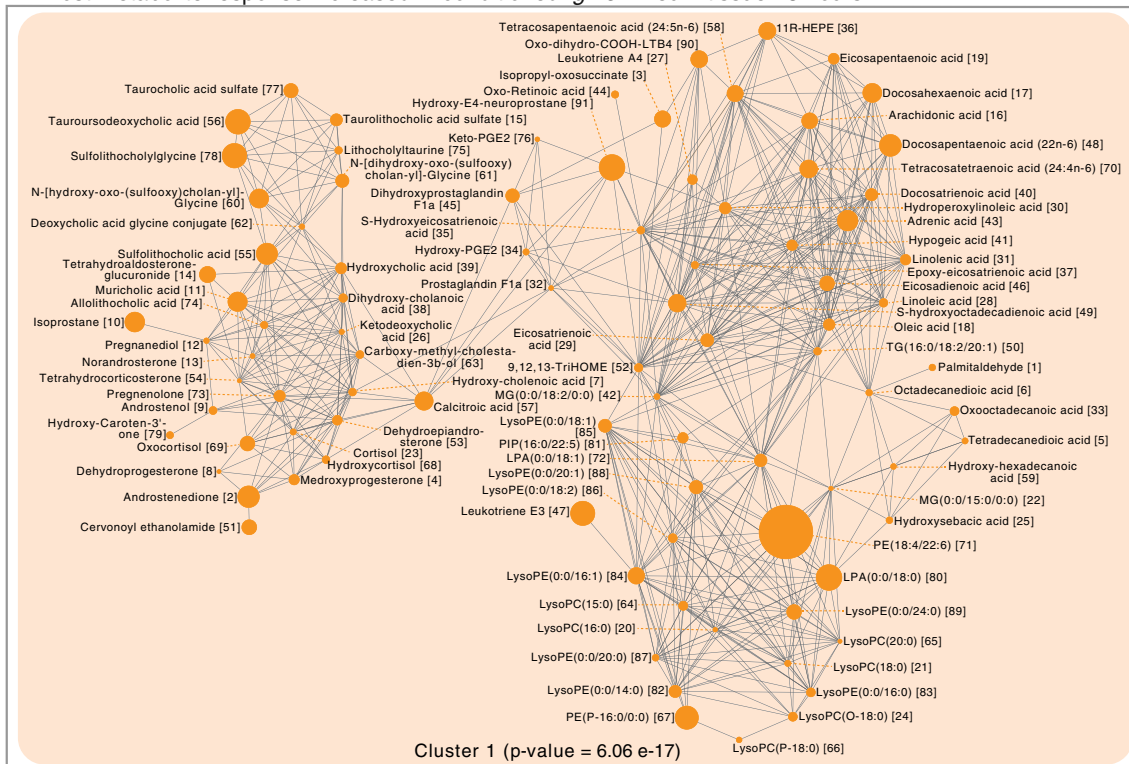 Tetracosapentaenoic acid (24:5n-6) [58]
Oxo-dihydro-COOH-LTB4 [90]
Leukotriene A4 [27]
Isopropyl-oxosuccinate [3]
Oxo-Retinoic acid [44]
Hydroxy-E4-neuroprostane [91]
Keto-PGE2 [76]
Dihydroxyprostaglandin
F1a [45]
S-Hydroxyeicosatrienoic
acid [35]
Hydroxy-PGE2 [34]
Prostaglandin F1a [32]
Eicosatrienoic
acid [29]
9,12,13-TriHOME [52]
MG(0:0/18:2/0:0) [42]
LysoPE(0:0/18:1)
[85]
PIP(16:0/22:5) [81]
LPA(0:0/18:1) [72]
LysoPE(0:0/20:1) [88]
LysoPE(0:0/18:2) [86]
Leukotriene E3 [47]
LysoPE(0:0/16:1) [84]
LysoPC(15:0) [64]
LysoPC(16:0) [20]
LysoPE(0:0/20:0) [87]
LysoPE(0:0/14:0) [82]
PE(P-16:0/0:0) [67]
Taurocholic acid sulfate [77]
Tauroursodeoxycholic acid [56]
Sulfolithocholylglycine [78]
N-[hydroxy-oxo-(sulfooxy)cholan-yl]-
Glycine [60]
Deoxycholic acid glycine conjugate [62]
Sulfolithocholic acid [55]
Tetrahydroaldosterone-
glucuronide [14]
Muricholic acid [11]
Allolithocholic acid [74]
Isoprostane [10]
Pregnanediol [12]
Norandrosterone [13]
Tetrahydrocorticosterone [54]
Pregnenolone [73]
Androstenol [9]
Hydroxy-Caroten-3'-
one [79]
Oxocortisol [69]
Dehydroprogesterone [8]
Androstenedione [2]
Cervonoyl ethanolamide [51]
Taurolithocholic acid sulfate [15]
Lithocholyltaurine [75]
N-[dihydroxy-oxo-(sulfooxy)
cholan-yl]-Glycine [61]
Hydroxycholic acid [39]
Dihydroxy-cholanoic
acid [38]
Ketodeoxycholic
acid [26]
Carboxy-methyl-cholesta-
dien-3b-ol [63]
Hydroxy-cholenoic acid [7]
Calcitroic acid [57]
Dehydroepiandro-
sterone [53]
Cortisol [23]
Hydroxycortisol [68]
Medroxyprogesterone [4]
11R-HEPE [36]
Eicosapentaenoic acid [19]
Docosahexaenoic acid [17]
Arachidonic acid [16]
Docosapentaenoic acid (22n-6) [48]
Tetracosatetraenoic acid (24:4n-6) [70]
Docosatrienoic acid [40]
Hydroperoxylinoleic acid [30]
Adrenic acid [43]
Hypogeic acid [41]
Linolenic acid [31]
Epoxy-eicosatrienoic acid [37]
Eicosadienoic acid [46]
Linoleic acid [28]
S-hydroxyoctadecadienoic acid [49]
Oleic acid [18]
TG(16:0/18:2/20:1) [50]
Palmitaldehyde [1]
Octadecanedioic acid [6]
Oxooctadecanoic acid [33]
Tetradecanedioic acid [5]
Hydroxy-hexadecanoic
acid [59]
MG(0:0/15:0/0:0) [22]
Hydroxysebacic acid [25]
PE(18:4/22:6) [71]
LPA(0:0/18:0) [80]
LysoPE(0:0/24:0) [89]
LysoPC(20:0) [65]
LysoPC(18:0) [21]
LysoPE(0:0/16:0) [83]
LysoPC(O-18:0) [24]
LysoPC(P-18:0) [66]
Cluster 1 (p-value = 6.06 e-17)